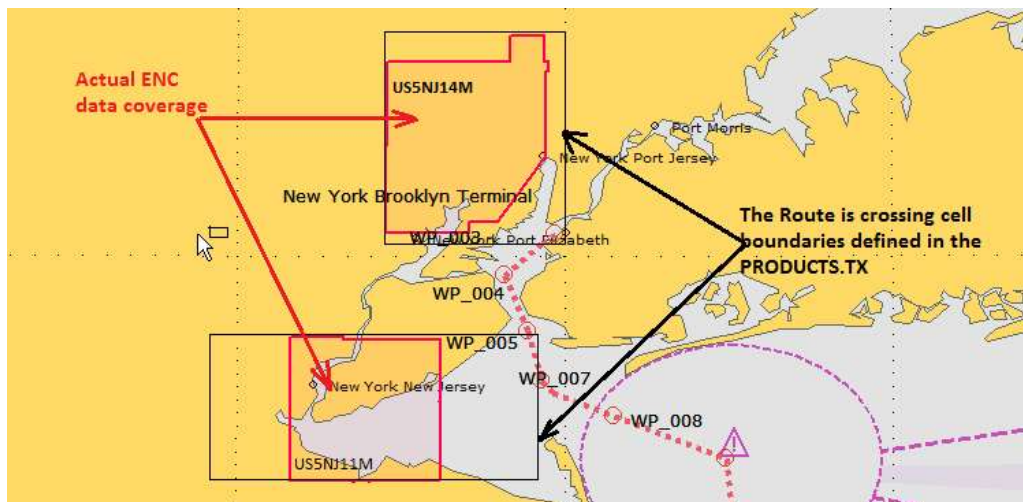 Actual ENC
data coverage
US5NJ14M
Port Morris
New York Port Jersey
New York Brooklyn Terminal
WP_003
New York Port Elizabeth
The Route is crossing cell
boundaries defined in the
PRODUCTS.TX
WP_004
WP_005
WP_007
New York New Jersey
WP_008
US5NJ11M